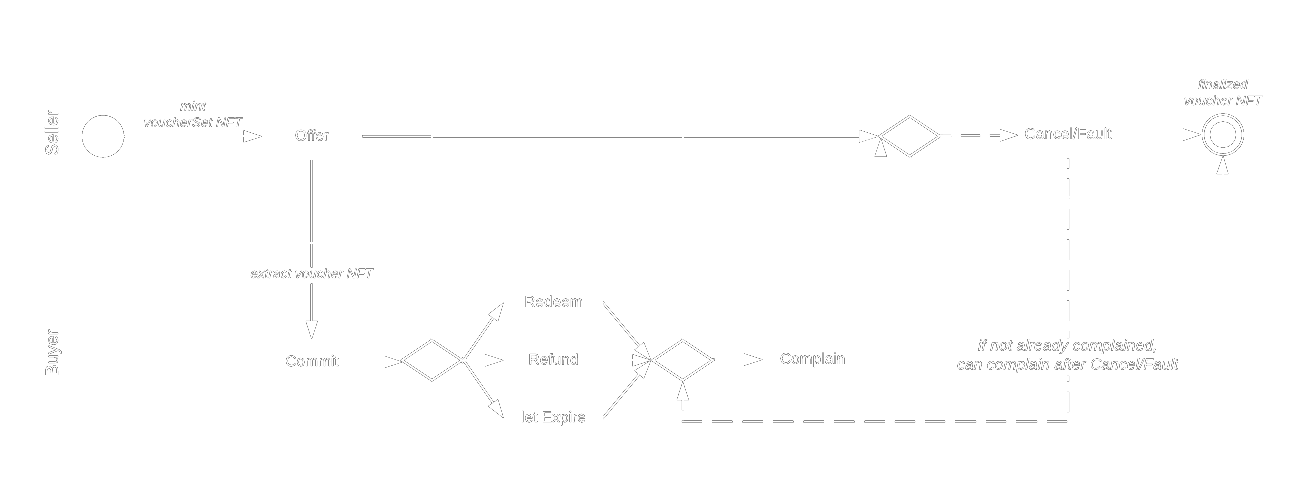 Seller
mint
voucherSet NFT
Offer
Cancel/Fault
finalized
voucher NFT
extract voucher NFT
Buyer
Commit
Redeem
Refund
let Expire
Complain
if not already complained,
can complain after Cancel/Fault